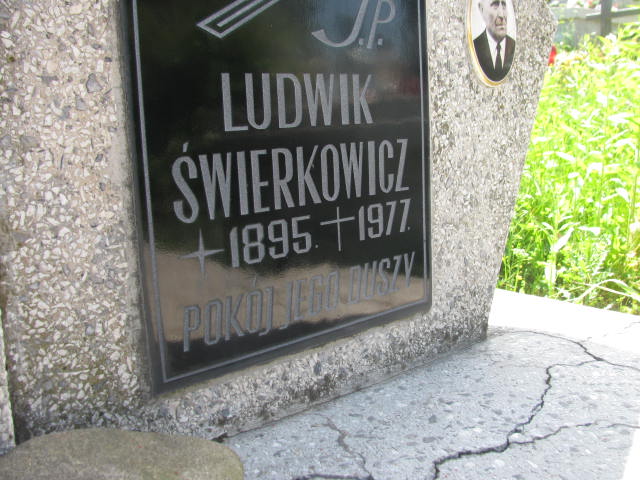 Ś.P.
LUDWIK
ŚWIERKOWICZ
1895. 1977.
POKÓJ JEGO DUSZY